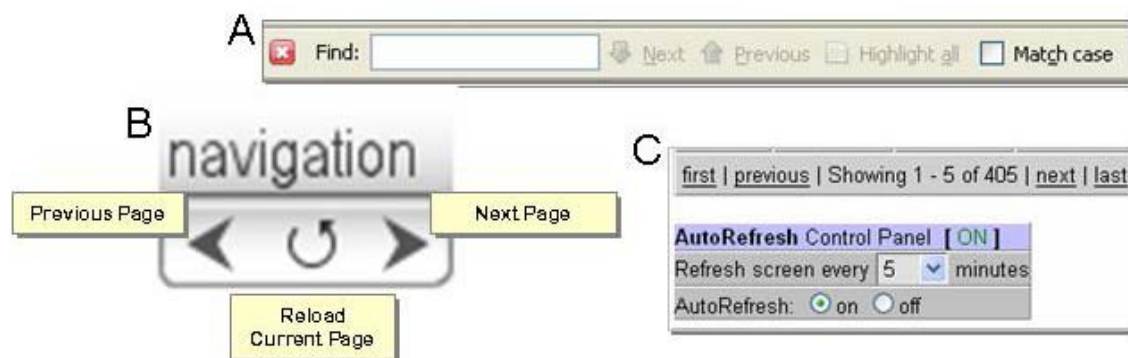 A
Find: Next Previous Highlight all Match case
B
navigation
Previous Page
Next Page
Reload
Current Page
C
first | previous | Showing 1 - 5 of 405 | next | last
AutoRefresh Control Panel [ ON ]
Refresh screen every 5 minutes
AutoRefresh: on off